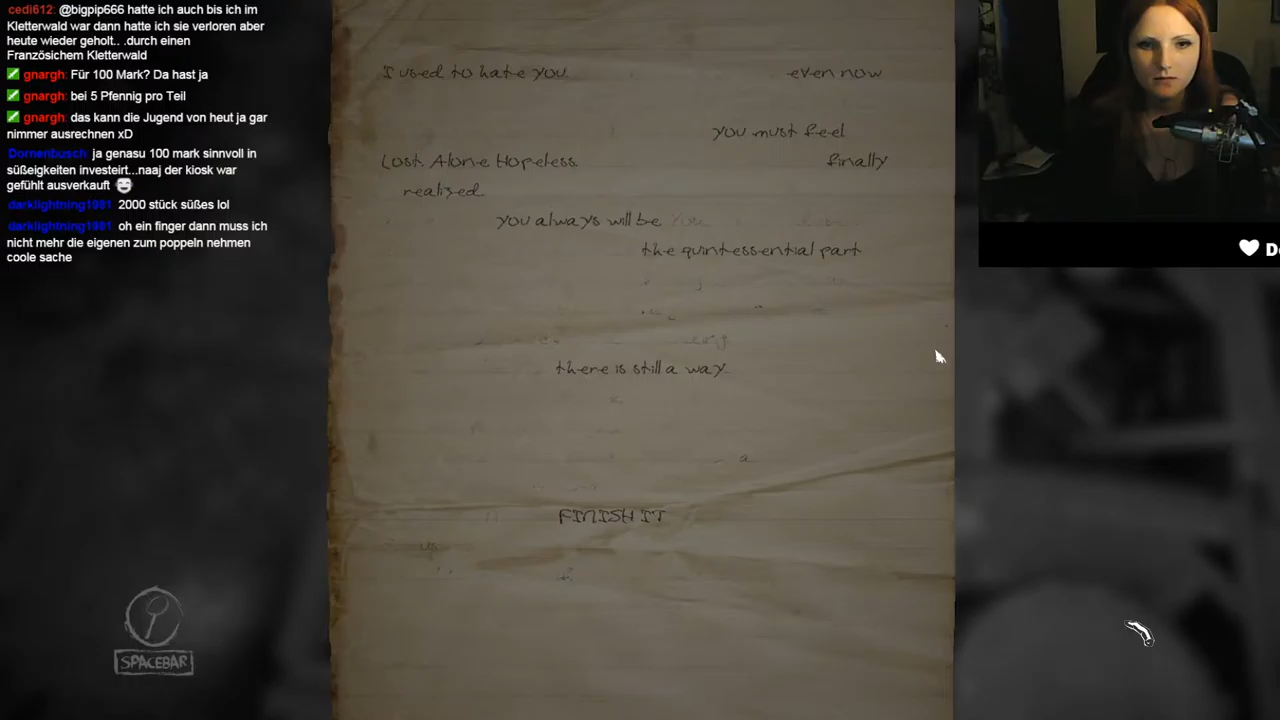 cedi612: @bigpip666 hatte ich auch bis ich im
Kletterwald war dann hatte ich sie verloren aber
heute wieder geholt.. .durch einen
Französichem Kletterwald
gnargh: Für 100 Mark? Da hast ja
gnargh: bei 5 Pfennig pro Teil
gnargh: das kann die Jugend von heut ja gar
nimmer ausrechnen xD
Dornenbusch: ja genasu 100 mark sinnvoll in
süßeigkeiten investeirt...naaj der kiosk war
gefühlt ausverkauft
darklightning1981: 2000 stück süßes lol
darklightning1981: oh ein finger dann muss ich
nicht mehr die eigenen zum poppeln nehmen
coole sache
I used to hate you. even now
you must feel
Lost. Alone Hopeless. finally
realized.
you always will be. You
the quintessential part
there is still a way.
a
FINISH IT
us
SPACEBAR
D